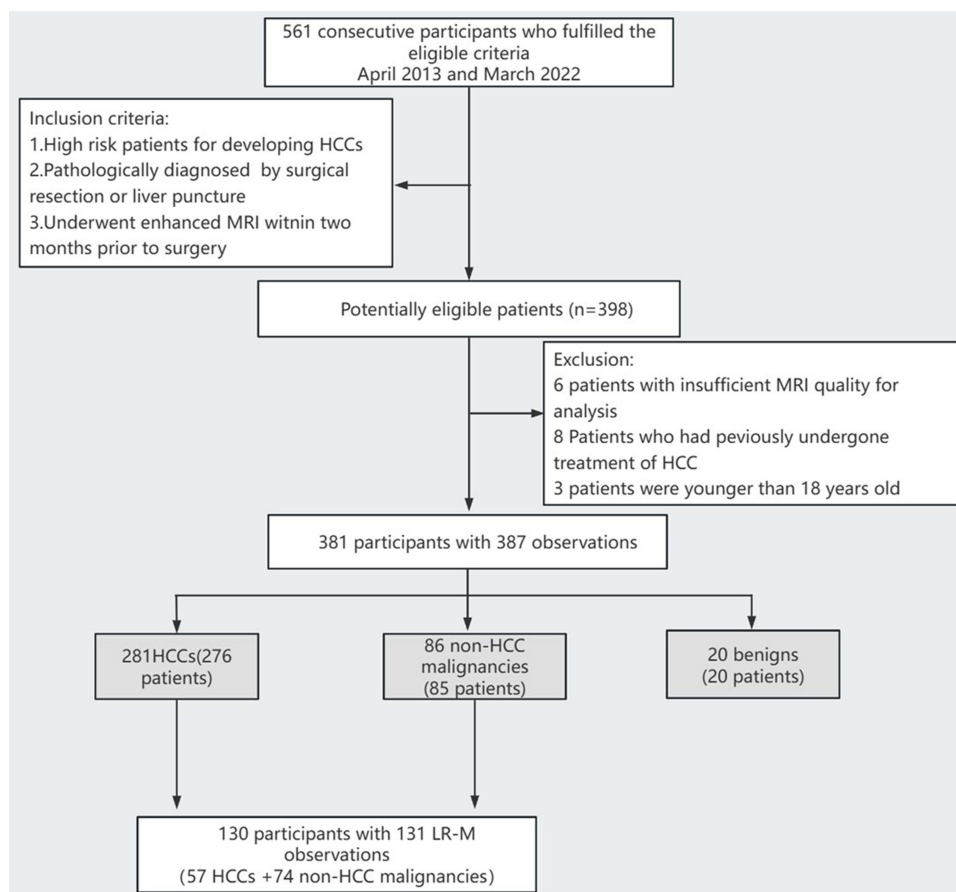 561 consecutive participants who fulfilled the
eligible criteria
April 2013 and March 2022
Inclusion criteria:
1.High risk patients for developing HCCs
2.Pathologically diagnosed by surgical
resection or liver puncture
3.Underwent enhanced MRI within two
months prior to surgery
Potentially eligible patients (n=398)
Exclusion:
6 patients with insufficient MRI quality for
analysis
8 Patients who had peviously undergone
treatment of HCC
3 patients were younger than 18 years old
381 participants with 387 observations
281HCCs(276
patients)
86 non-HCC
malignancies
(85 patients)
20 benigns
(20 patients)
130 participants with 131 LR-M
observations
(57 HCCs +74 non-HCC malignancies)